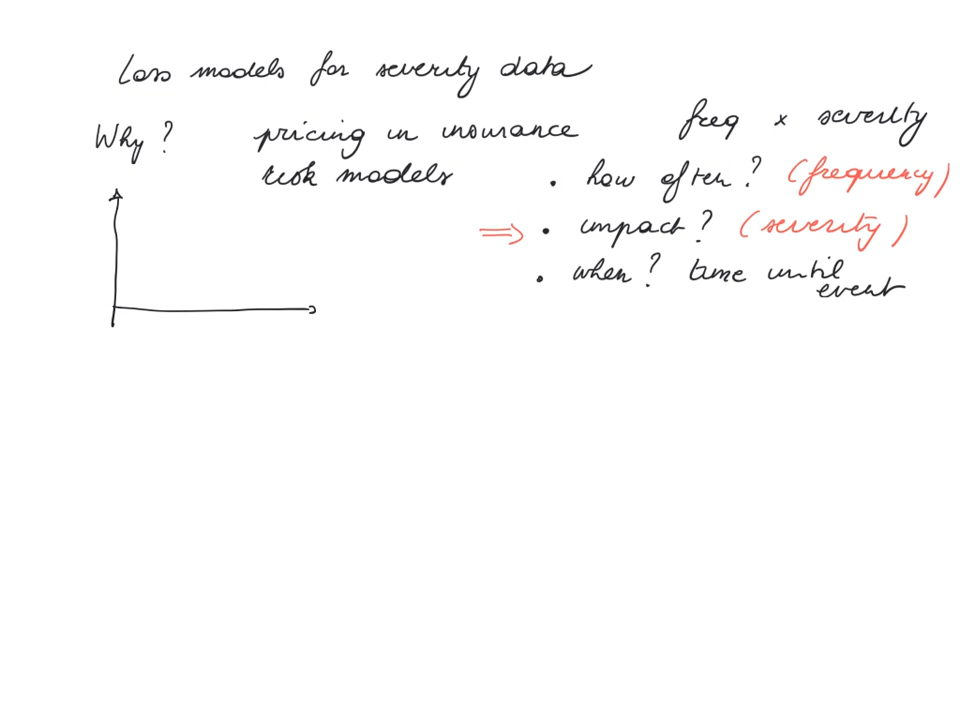 Loss models for severity data
Why? pricing in insurance freq x severity
risk models • how often? (frequency)
⇒ • impact? (severity)
• when? time until
event